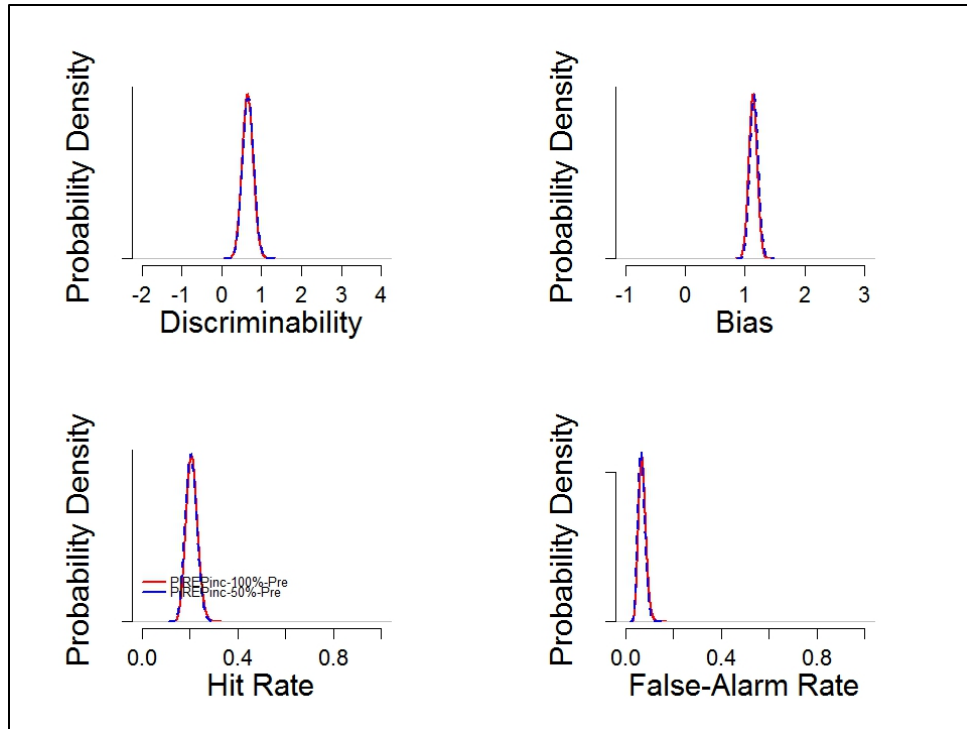 Probability Density
-2 -1 0 1 2 3 4
Discriminability
Probability Density
-1 0 1 2 3
Bias
Probability Density
PIREPinc-100%-Pre
PIREPinc-50%-Pre
0.0 0.4 0.8
Hit Rate
Probability Density
0.0 0.4 0.8
False-Alarm Rate